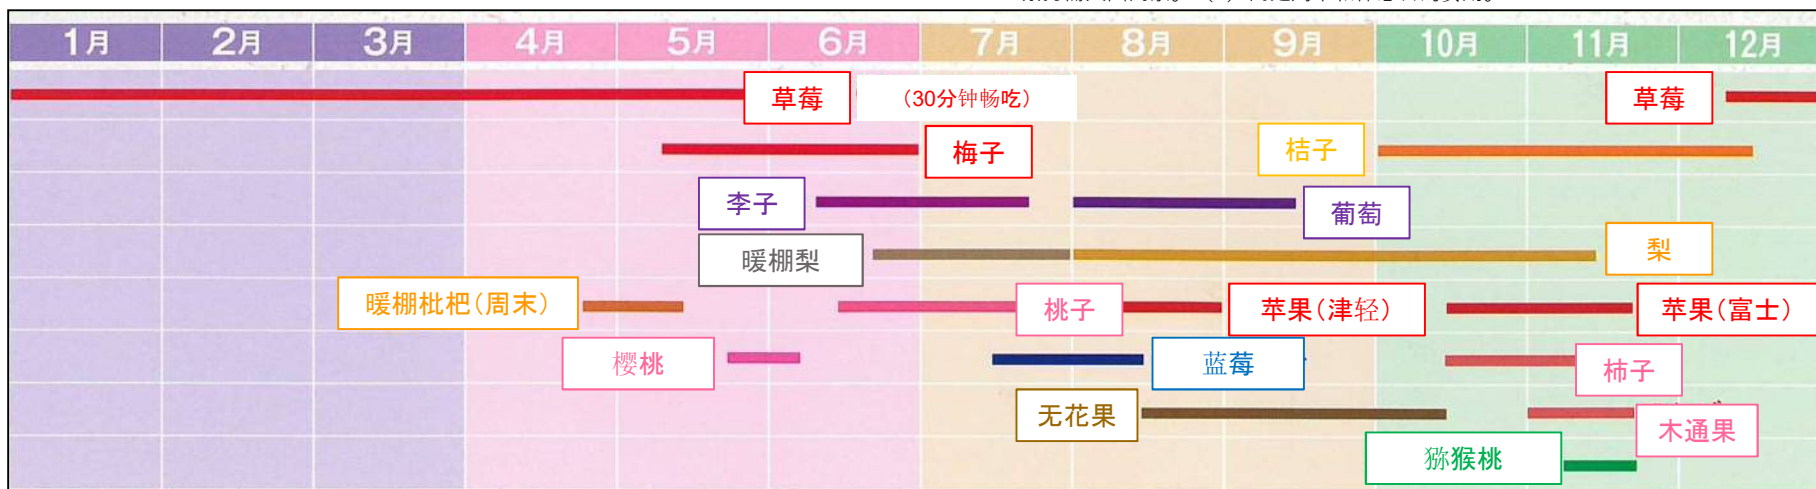 1月 2月 3月 4月 5月 6月 7月 8月 9月 10月 11月 12月
草莓 (30分钟畅吃) 草莓
梅子 桔子
李子 葡萄
暖棚梨 梨
暖棚枇杷(周末) 桃子 苹果(津轻) 苹果(富士)
樱桃 蓝莓 柿子
无花果 木通果
猕猴桃